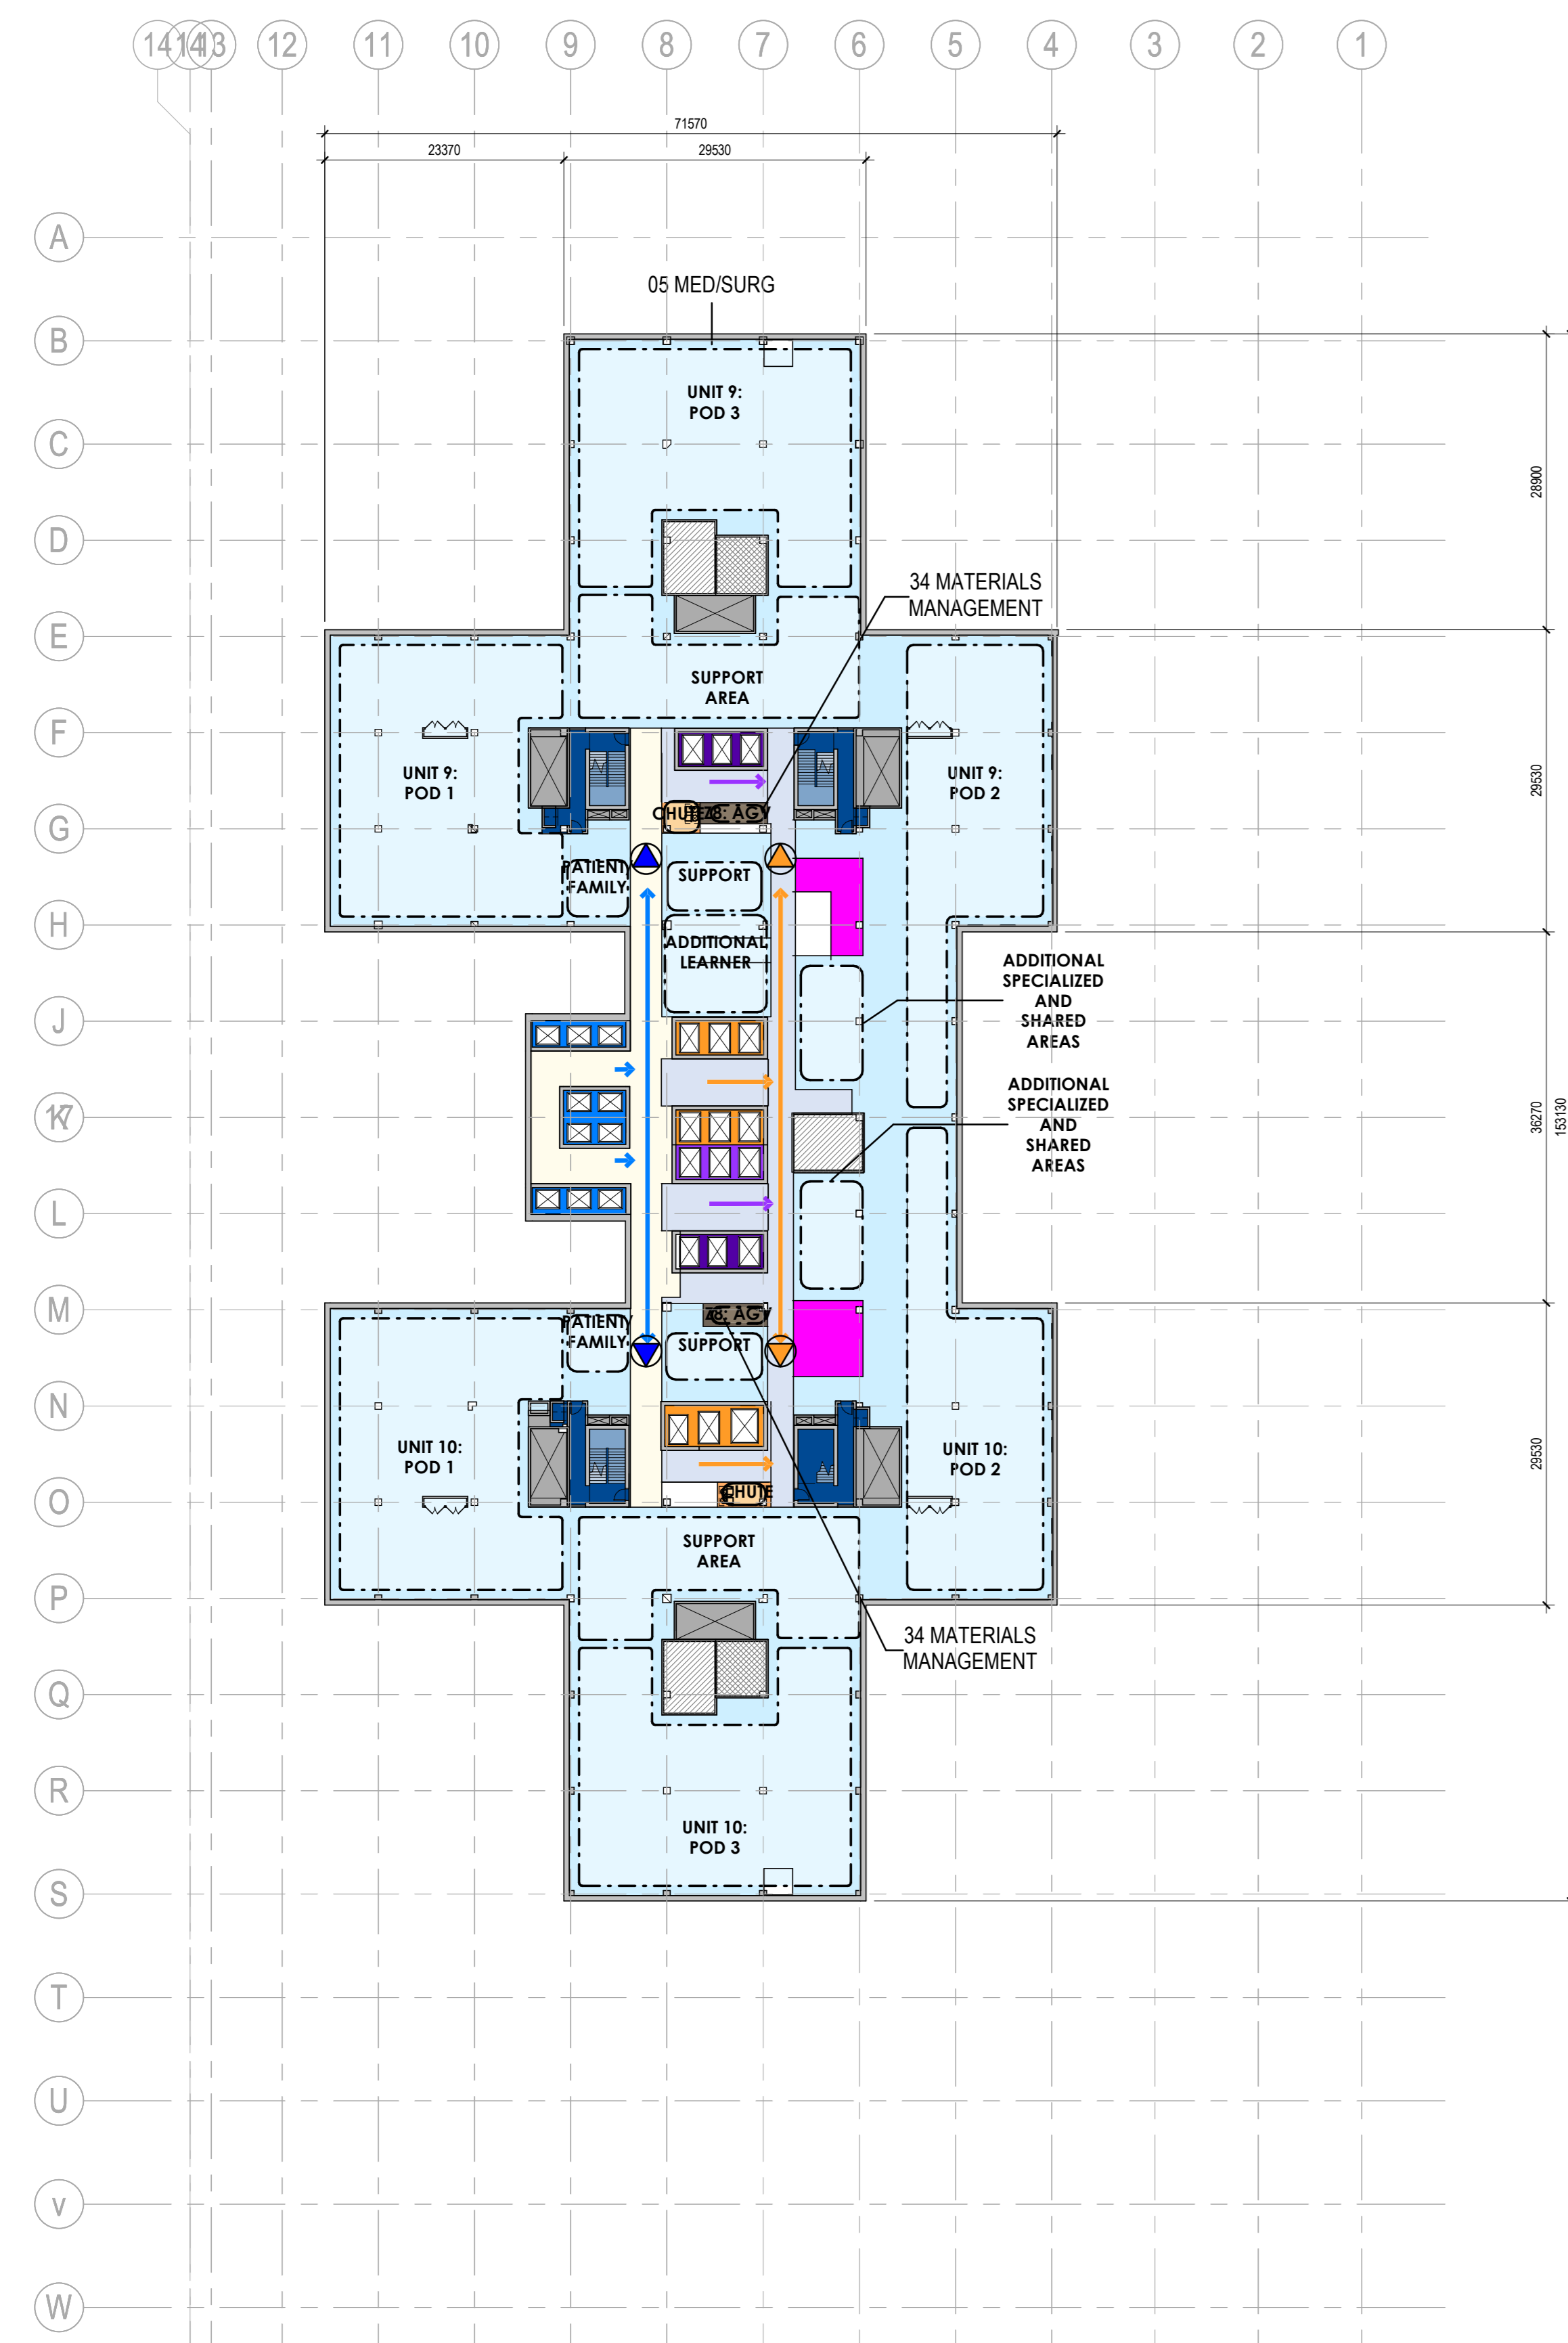 14
14
13
12
11
10
9
8
7
6
5
4
3
2
1
71570
23370
29530
A
05 MED/SURG
B
UNIT 9:
POD 3
C
28900
D
34 MATERIALS
MANAGEMENT
E
SUPPORT
AREA
F
UNIT 9:
POD 1
UNIT 9:
POD 2
29530
CHUTE
AGV
G
PATIENT/
FAMILY
SUPPORT
H
ADDITIONAL
LEARNER
ADDITIONAL
SPECIALIZED
AND
SHARED
AREAS
J
ADDITIONAL
SPECIALIZED
AND
SHARED
AREAS
K
17
36270
153130
L
M
AGV
PATIENT/
FAMILY
SUPPORT
N
UNIT 10:
POD 1
UNIT 10:
POD 2
29530
CHUTE
O
SUPPORT
AREA
P
34 MATERIALS
MANAGEMENT
Q
R
UNIT 10:
POD 3
S
T
U
V
W